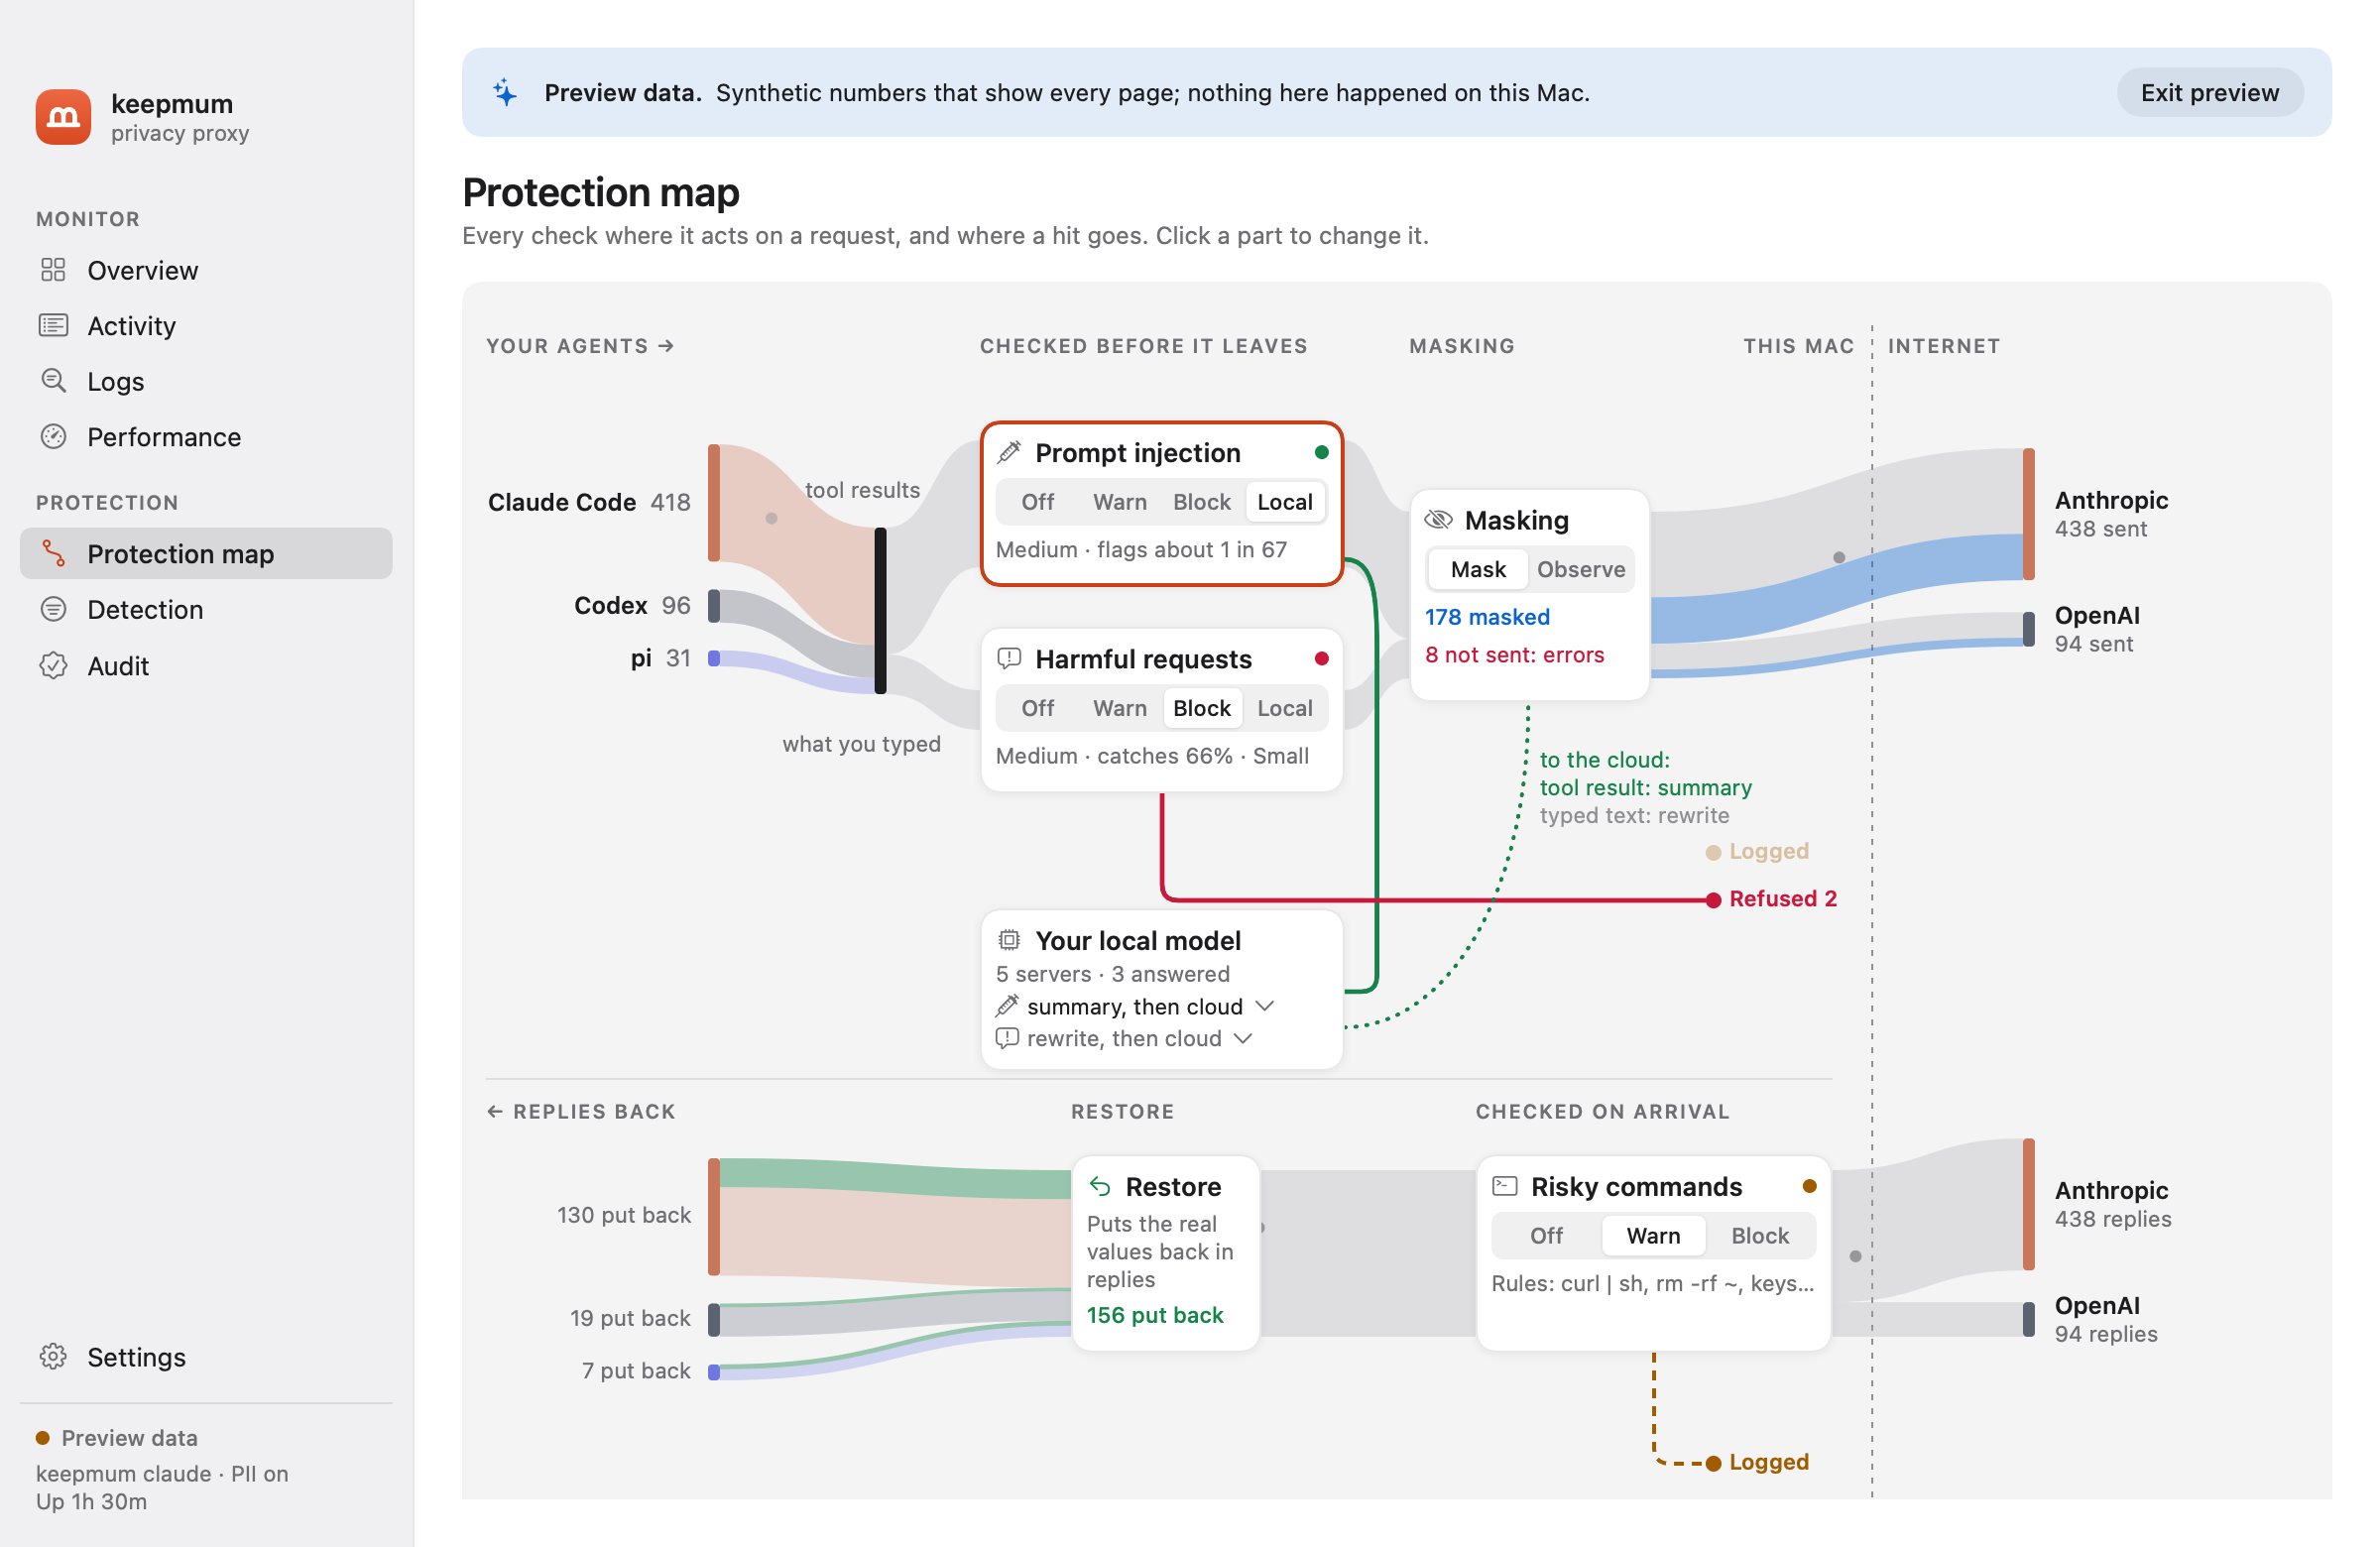 keepmum
privacy proxy
MONITOR
Overview
Activity
Logs
Performance
PROTECTION
Protection map
Detection
Audit
Settings
Preview data
keepmum claude · PII on
Up 1h 30m
Preview data. Synthetic numbers that show every page; nothing here happened on this Mac.
Exit preview
Protection map
Every check where it acts on a request, and where a hit goes. Click a part to change it.
YOUR AGENTS →
CHECKED BEFORE IT LEAVES
MASKING
THIS MAC
INTERNET
Claude Code 418
Codex 96
pi 31
tool results
what you typed
Prompt injection
Off Warn Block Local
Medium · flags about 1 in 67
Harmful requests
Off Warn Block Local
Medium · catches 66% · Small
Masking
Mask Observe
178 masked
8 not sent: errors
Anthropic
438 sent
OpenAI
94 sent
to the cloud:
tool result: summary
typed text: rewrite
Logged
Refused 2
Your local model
5 servers · 3 answered
summary, then cloud
rewrite, then cloud
← REPLIES BACK
RESTORE
CHECKED ON ARRIVAL
130 put back
19 put back
7 put back
Restore
Puts the real
values back in
replies
156 put back
Risky commands
Off Warn Block
Rules: curl | sh, rm -rf ~, keys...
Anthropic
438 replies
OpenAI
94 replies
Logged